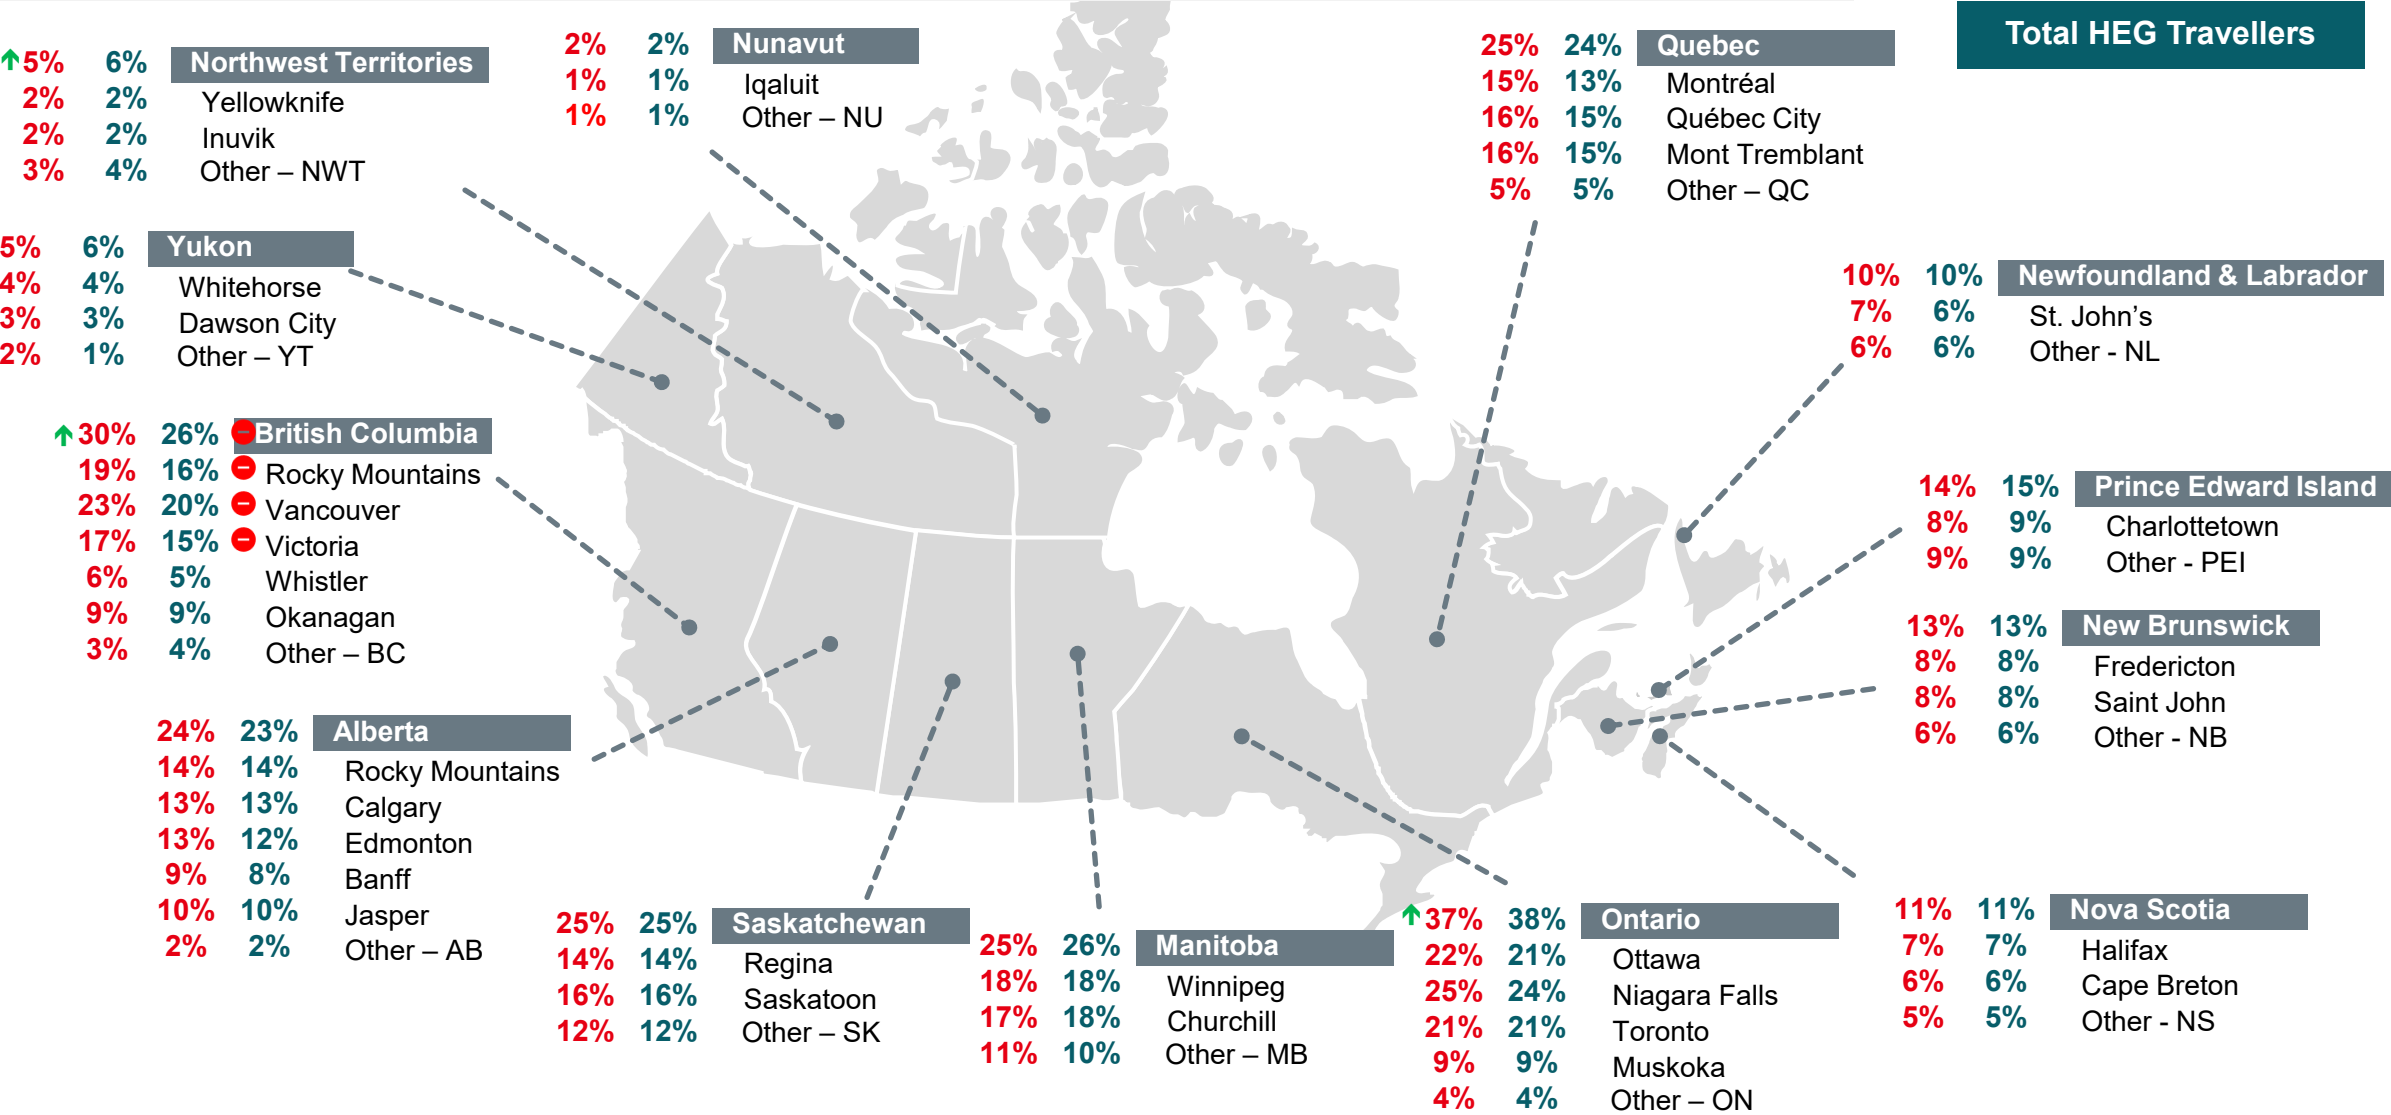 Total HEG Travellers
5% 6% Northwest Territories
2% 2% Yellowknife
2% 2% Inuvik
3% 4% Other – NWT
2% 2% Nunavut
1% 1% Iqaluit
1% 1% Other – NU
25% 24% Quebec
15% 13% Montréal
16% 15% Québec City
16% 15% Mont Tremblant
5% 5% Other – QC
5% 6% Yukon
4% 4% Whitehorse
3% 3% Dawson City
2% 1% Other – YT
10% 10% Newfoundland & Labrador
7% 6% St. John’s
6% 6% Other - NL
30% 26% British Columbia
19% 16% Rocky Mountains
23% 20% Vancouver
17% 15% Victoria
6% 5% Whistler
9% 9% Okanagan
3% 4% Other – BC
14% 15% Prince Edward Island
8% 9% Charlottetown
9% 9% Other - PEI
13% 13% New Brunswick
8% 8% Fredericton
8% 8% Saint John
6% 6% Other - NB
24% 23% Alberta
14% 14% Rocky Mountains
13% 13% Calgary
13% 12% Edmonton
9% 8% Banff
10% 10% Jasper
2% 2% Other – AB
25% 25% Saskatchewan
14% 14% Regina
16% 16% Saskatoon
12% 12% Other – SK
25% 26% Manitoba
18% 18% Winnipeg
17% 18% Churchill
11% 10% Other – MB
37% 38% Ontario
22% 21% Ottawa
25% 24% Niagara Falls
21% 21% Toronto
9% 9% Muskoka
4% 4% Other – ON
11% 11% Nova Scotia
7% 7% Halifax
6% 6% Cape Breton
5% 5% Other - NS